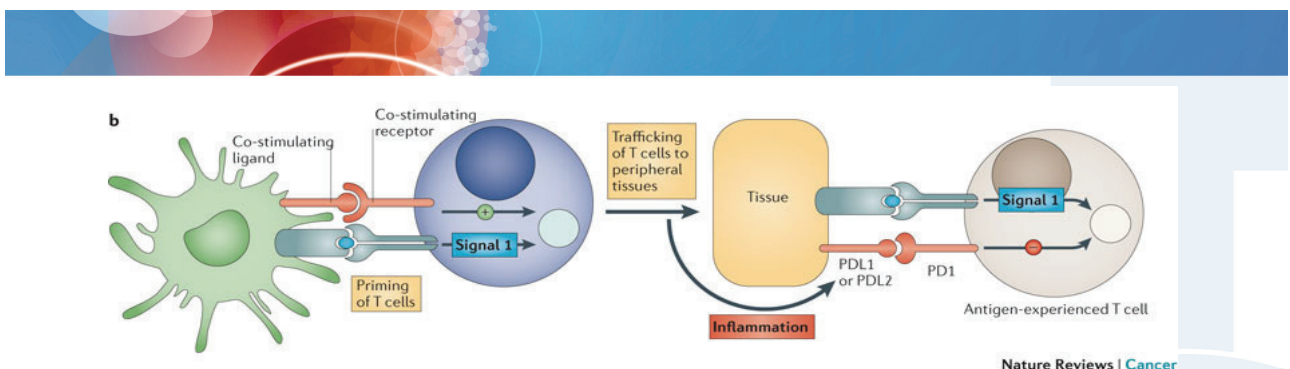 b
Co-stimulating
ligand
Co-stimulating
receptor
Signal 1
Priming
of T cells
Trafficking
of T cells to
peripheral
tissues
Inflammation
Tissue
PDL1
or PDL2
PD1
Signal 1
Antigen-experienced T cell
Nature Reviews | Cancer